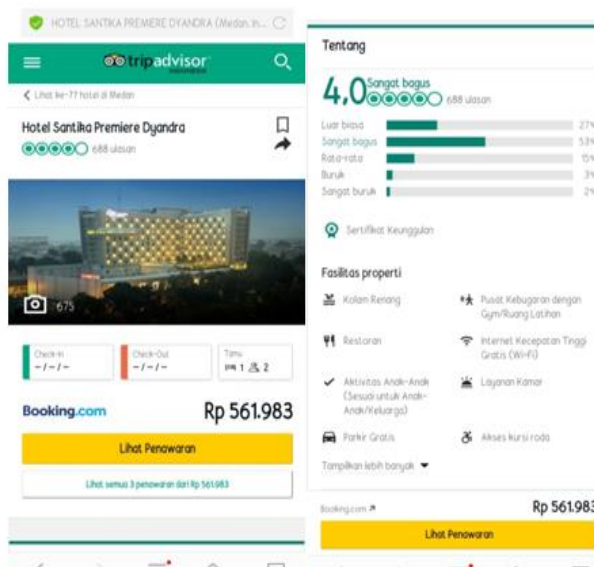 HOTEL SANTIKA PREMIERE DYANDRA (Medan, In...
tripadvisor
INDONESIA
Lihat ke-77 hotel di Medan
Hotel Santika Premiere Dyandra
688 ulasan
675
Check-In
-/-/-
Check-Out
-/-/-
Tamu
1 2
Booking.com
Rp 561.983
Lihat Penawaran
Lihat semua 3 penawaran dari Rp 561.983
Tentang
4,0
Sangat bagus
688 ulasan
Luar biasa 27%
Sangat bagus 53%
Rata-rata 15%
Buruk 3%
Sangat buruk 2%
Sertifikat Keunggulan
Fasilitas properti
Kolam Renang
Pusat Kebugaran dengan
Gym/Ruang Latihan
Restoran
Internet Kecepatan Tinggi
Gratis (Wi-Fi)
Aktivitas Anak-Anak
(Sesuai untuk Anak-
Anak/Keluarga)
Layanan Kamar
Parkir Gratis
Akses kursi roda
Tampilkan lebih banyak
Booking.com
Rp 561.983
Lihat Penawaran